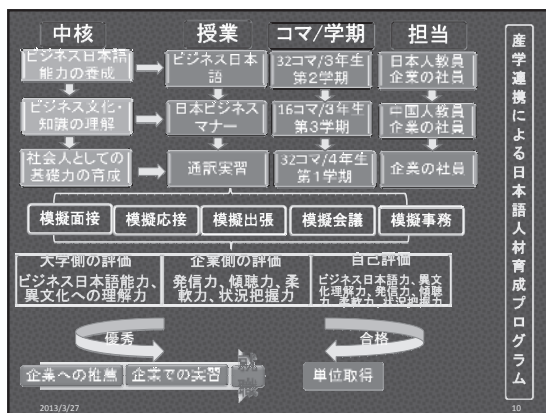 中核
授業
コマ/学期
担当
ビジネス日本語
能力の養成
ビジネス日本
語
32コマ/3年生
第2学期
日本人教員
企業の社員
ビジネス文化・
知識の理解
日本ビジネス
マナー
16コマ/3年生
第3学期
中国人教員
企業の社員
社会人としての
基礎力の育成
通訳実習
32コマ/4年生
第1学期
企業の社員
模擬面接
模擬応接
模擬出張
模擬会議
模擬事務
大学側の評価
ビジネス日本語能力、
異文化への理解力
企業側の評価
発信力、傾聴力、柔
軟力、状況把握力
自己評価
ビジネス日本語力、異文
化理解力、発信力、傾聴
力、柔軟力、状況把握力
優秀
合格
企業への推薦
企業での実習
単位取得
産学連携による日本語人材育成プログラム
2013/3/27
10